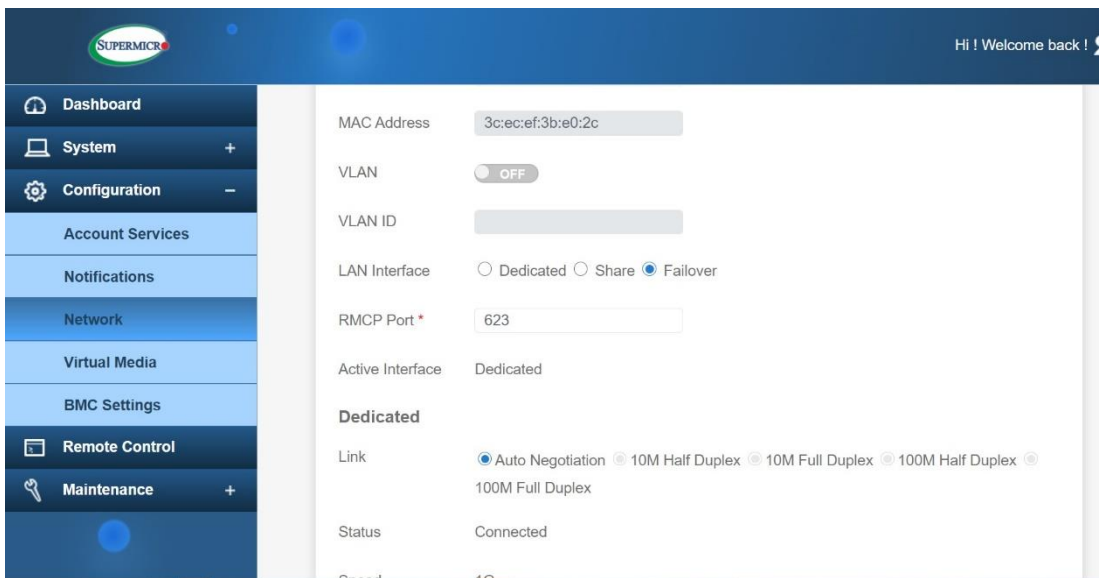 SUPERMICRO
Hi ! Welcome back !
Dashboard
System +
Configuration −
Account Services
Notifications
Network
Virtual Media
BMC Settings
Remote Control
Maintenance +
MAC Address 3c:ec:ef:3b:e0:2c
VLAN OFF
VLAN ID
LAN Interface Dedicated Share Failover
RMCP Port * 623
Active Interface Dedicated
Dedicated
Link Auto Negotiation 10M Half Duplex 10M Full Duplex 100M Half Duplex
100M Full Duplex
Status Connected